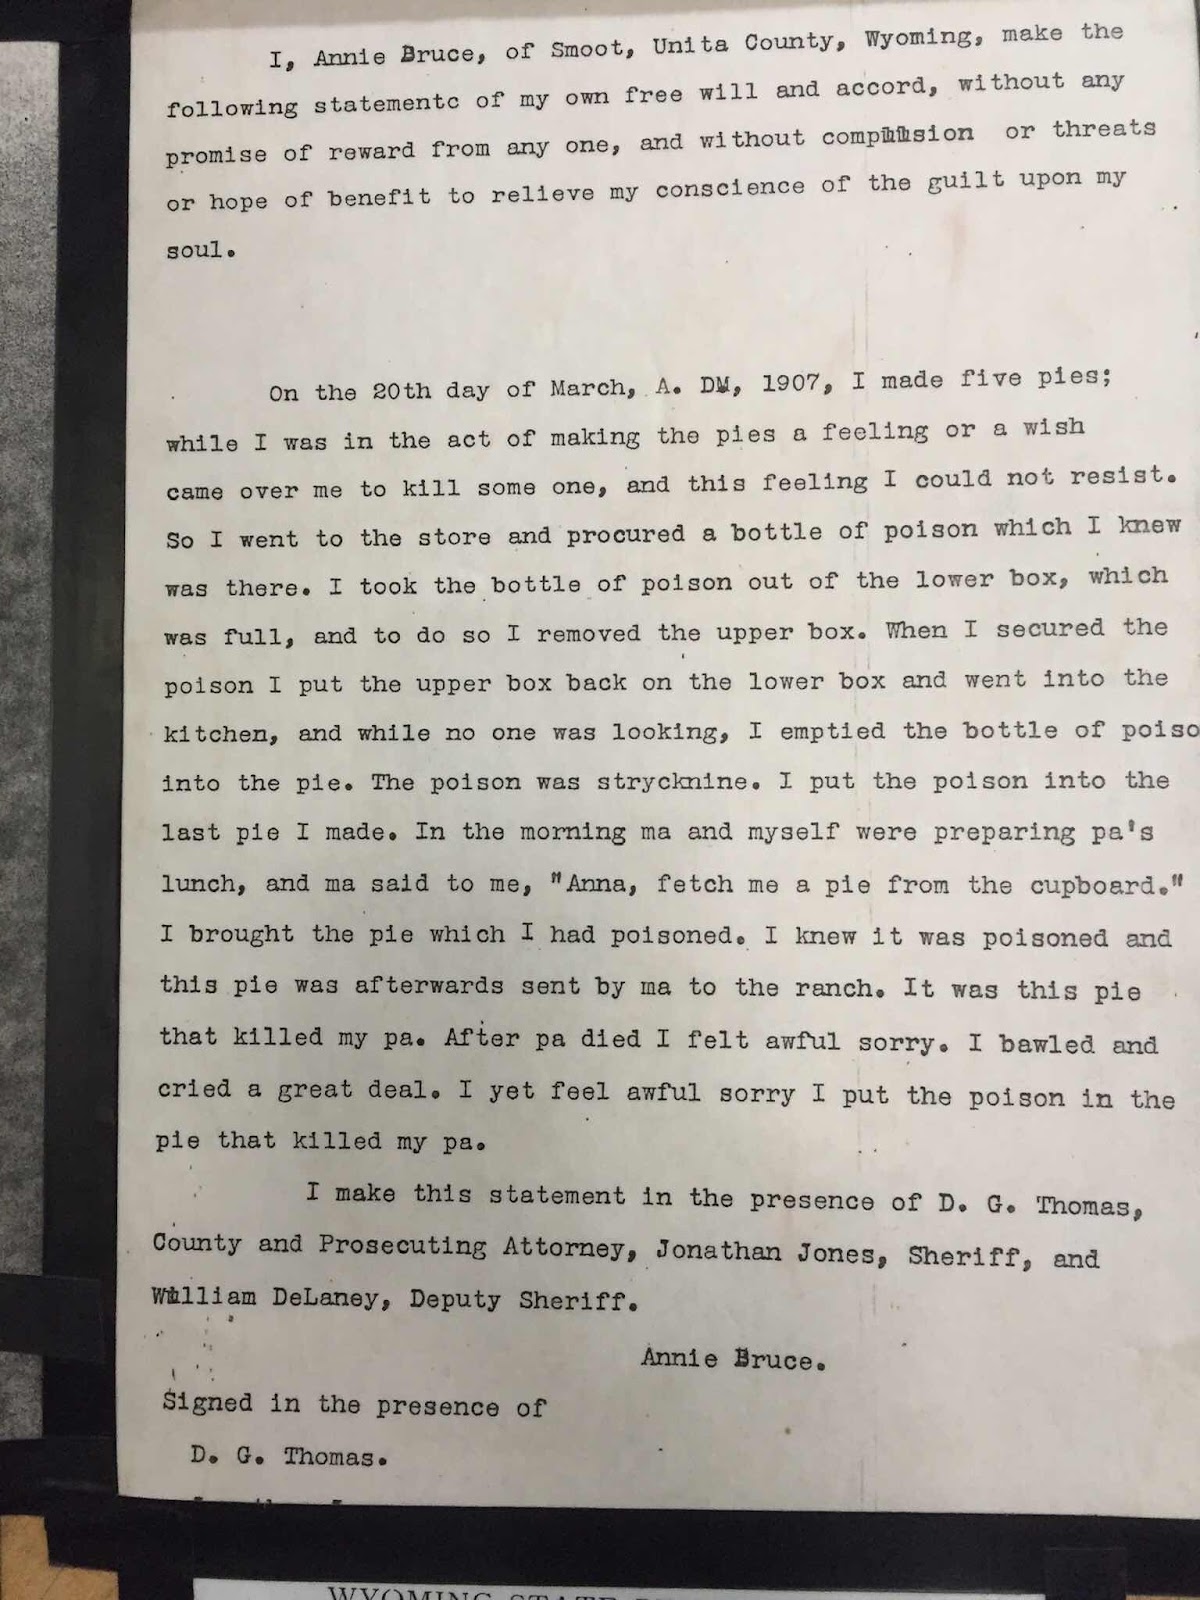 I, Annie Bruce, of Smoot, Unita County, Wyoming, make the
following statementc of my own free will and accord, without any
promise of reward from any one, and without compulsion or threats
or hope of benefit to relieve my conscience of the guilt upon my
soul.
On the 20th day of March, A. DM, 1907, I made five pies;
while I was in the act of making the pies a feeling or a wish
came over me to kill some one, and this feeling I could not resist.
So I went to the store and procured a bottle of poison which I knew
was there. I took the bottle of poison out of the lower box, which
was full, and to do so I removed the upper box. When I secured the
poison I put the upper box back on the lower box and went into the
kitchen, and while no one was looking, I emptied the bottle of poiso
into the pie. The poison was strycknine. I put the poison into the
last pie I made. In the morning ma and myself were preparing pa's
lunch, and ma said to me, "Anna, fetch me a pie from the cupboard."
I brought the pie which I had poisoned. I knew it was poisoned and
this pie was afterwards sent by ma to the ranch. It was this pie
that killed my pa. After pa died I felt awful sorry. I bawled and
cried a great deal. I yet feel awful sorry I put the poison in the
pie that killed my pa.
I make this statement in the presence of D. G. Thomas,
County and Prosecuting Attorney, Jonathan Jones, Sheriff, and
William DeLaney, Deputy Sheriff.
Annie Bruce.
Signed in the presence of
D. G. Thomas.
WYOMING STATE